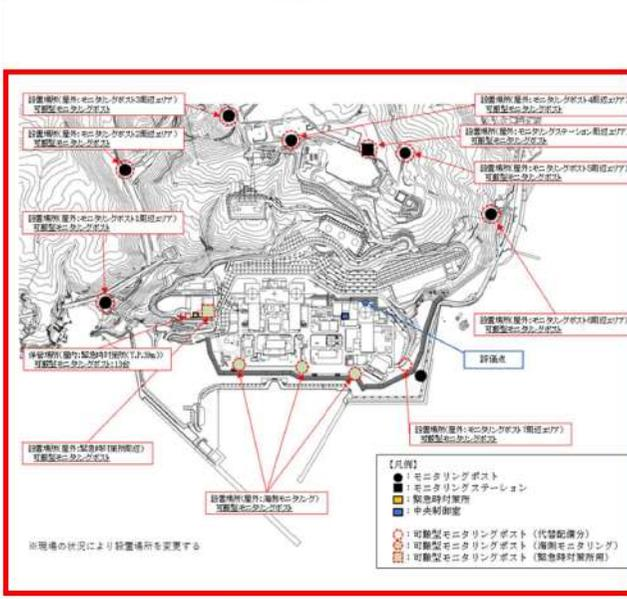 設置場所(屋外:モニタリングポスト3周辺エリア)
可搬型モニタリングポスト
設置場所(屋外:モニタリングポスト4周辺エリア)
可搬型モニタリングポスト
設置場所(屋外:モニタリングポスト2周辺エリア)
可搬型モニタリングポスト
設置場所(屋外:モニタリングステーション周辺エリア)
可搬型モニタリングポスト
設置場所(屋外:モニタリングポスト5周辺エリア)
可搬型モニタリングポスト
設置場所(屋外:モニタリングポスト1周辺エリア)
可搬型モニタリングポスト
設置場所(屋外:モニタリングポスト6周辺エリア)
可搬型モニタリングポスト
保管場所(屋内:緊急時対策所(T.P.39m))
可搬型モニタリングポスト:13台
評価点
設置場所(屋外:モニタリングポスト7周辺エリア)
可搬型モニタリングポスト
設置場所(屋外:緊急時対策所周辺)
可搬型モニタリングポスト
設置場所(屋外:海側モニタリング)
可搬型モニタリングポスト
【凡例】
:モニタリングポスト
:モニタリングステーション
:緊急時対策所
:中央制御室
:可搬型モニタリングポスト(代替配備分)
:可搬型モニタリングポスト(海側モニタリング)
:可搬型モニタリングポスト(緊急時対策所用)
※現場の状況により設置場所を変更する